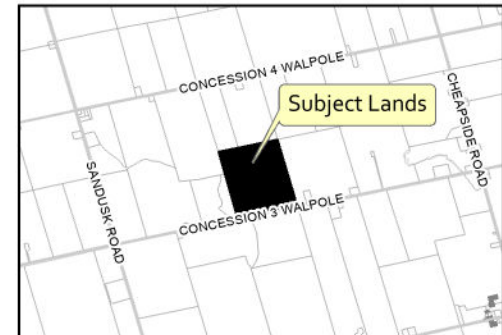 CONCESSION 4 WALPOLE
Subject Lands
CHEAPSIDE ROAD
SANDUSK ROAD
CONCESSION 3 WALPOLE